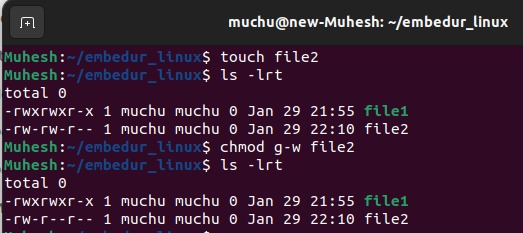 muchu@new-Muhesh: ~/embedur_linux
Muhesh:~/embedur_linux$ touch file2
Muhesh:~/embedur_linux$ ls -lrt
total 0
-rwxrwxr-x 1 muchu muchu 0 Jan 29 21:55 file1
-rw-rw-r-- 1 muchu muchu 0 Jan 29 22:10 file2
Muhesh:~/embedur_linux$ chmod g-w file2
Muhesh:~/embedur_linux$ ls -lrt
total 0
-rwxrwxr-x 1 muchu muchu 0 Jan 29 21:55 file1
-rw-r--r-- 1 muchu muchu 0 Jan 29 22:10 file2